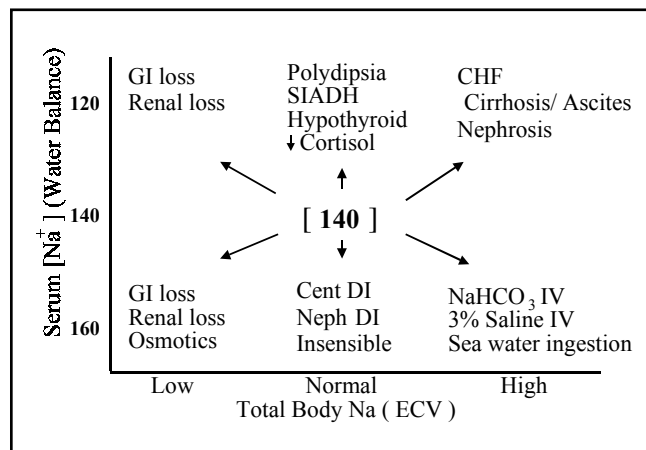 Serum [Na+] (Water Balance)
120
140
160
GI loss
Renal loss
Polydipsia
SIADH
Hypothyroid
↓ Cortisol
CHF
Cirrhosis/ Ascites
Nephrosis
[ 140 ]
GI loss
Renal loss
Osmotics
Cent DI
Neph DI
Insensible
NaHCO3 IV
3% Saline IV
Sea water ingestion
Low
Normal
High
Total Body Na ( ECV )